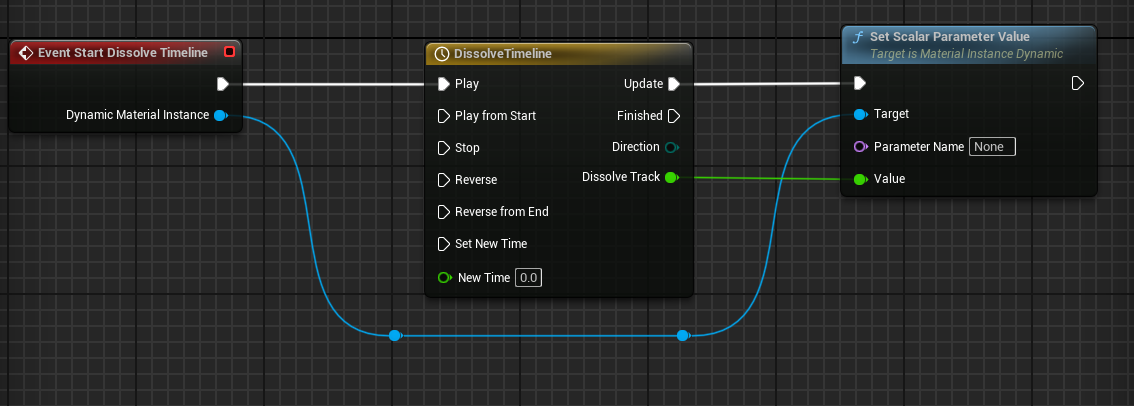 Event Start Dissolve Timeline
Dynamic Material Instance
DissolveTimeline
Play
Update
Play from Start
Finished
Stop
Direction
Reverse
Dissolve Track
Reverse from End
Set New Time
New Time 0.0
Set Scalar Parameter Value
Target is Material Instance Dynamic
Target
Parameter Name None
Value